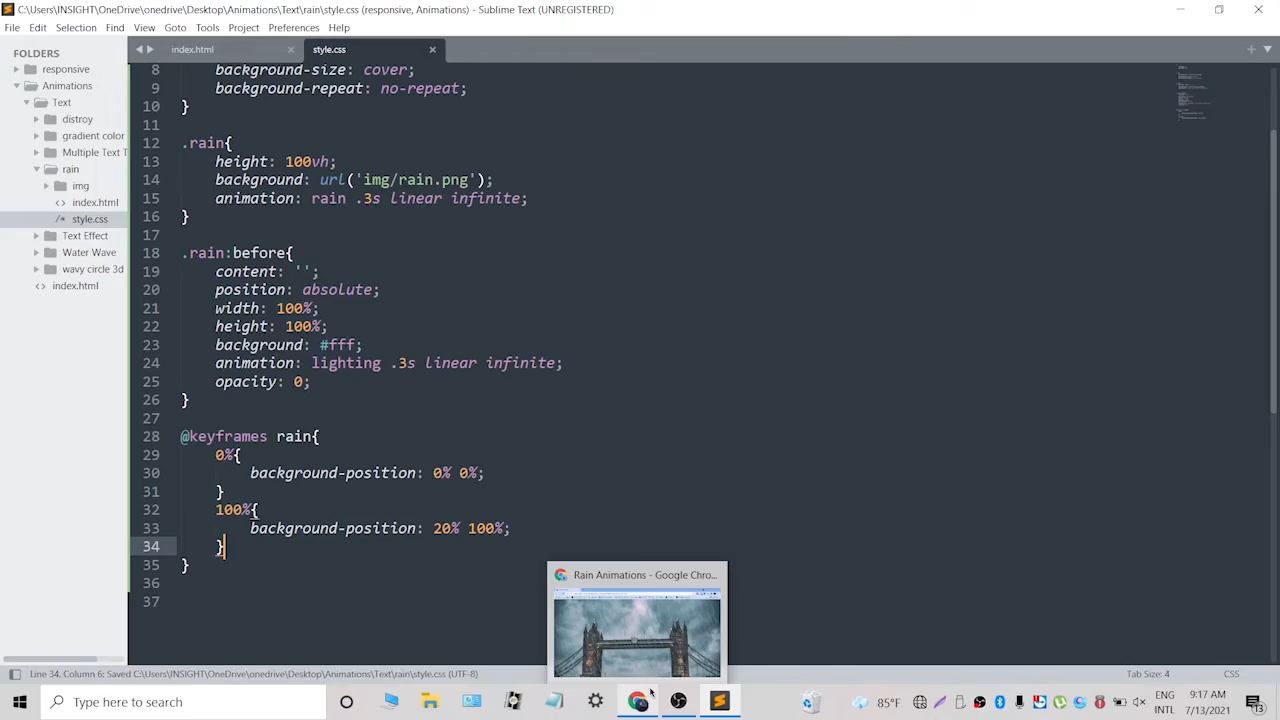 C:\Users\INSIGHT\OneDrive\onedrive\Desktop\Animations\Text\rain\style.css (responsive, Animations) - Sublime Text (UNREGISTERED)
File Edit Selection Find View Goto Tools Project Preferences Help
FOLDERS
responsive
Animations
Text
distroy
gradient color
Multiple Text T
rain
img
index.html
style.css
Text Effect
Water Wave
wavy circle 3d
index.html
index.html
style.css
8 background-size: cover;
9 background-repeat: no-repeat;
10 }
11
12 .rain{
13 height: 100vh;
14 background: url('img/rain.png');
15 animation: rain .3s linear infinite;
16 }
17
18 .rain:before{
19 content: '';
20 position: absolute;
21 width: 100%;
22 height: 100%;
23 background: #fff;
24 animation: lighting .3s linear infinite;
25 opacity: 0;
26 }
27
28 @keyframes rain{
29 0%{
30 background-position: 0% 0%;
31 }
32 100%{
33 background-position: 20% 100%;
34 }
35 }
36
37
Rain Animations - Google Chro...
Line 34, Column 6; Saved C:\Users\INSIGHT\OneDrive\onedrive\Desktop\Animations\Text\rain\style.css (UTF-8)
Tab Size: 4
CSS
Type here to search
85°F
ENG
INTL
9:17 AM
7/13/2021
13